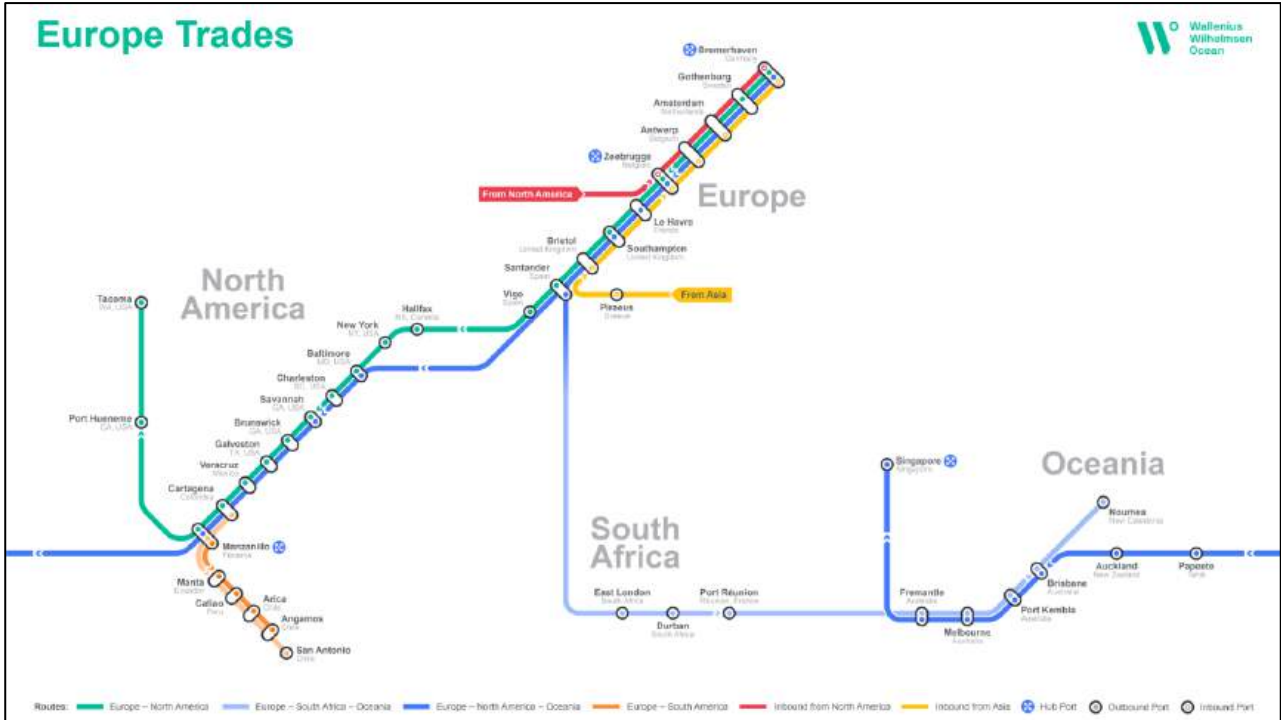 Europe Trades
Wallenius
Wilhelmsen
Ocean
Bremerhaven
Germany
Gothenburg
Sweden
Amsterdam
Netherlands
Antwerp
Belgium
Zeebrugge
Belgium
From North America
Europe
Le Havre
France
Bristol
United Kingdom
Southampton
United Kingdom
Santander
Spain
From Asia
Piraeus
Greece
Vigo
Spain
North
America
Tacoma
WA, USA
Halifax
NS, Canada
New York
NY, USA
Baltimore
MD, USA
Charleston
SC, USA
Savannah
GA, USA
Port Hueneme
CA, USA
Brunswick
GA, USA
Galveston
TX, USA
Veracruz
Mexico
Cartagena
Colombia
Manzanillo
Panama
Manta
Ecuador
Callao
Peru
Arica
Chile
Angamos
Chile
San Antonio
Chile
South
Africa
East London
South Africa
Durban
South Africa
Port Réunion
Réunion, France
Oceania
Singapore
Singapore
Noumea
New Caledonia
Auckland
New Zealand
Papeete
Tahiti
Brisbane
Australia
Port Kembla
Australia
Fremantle
Australia
Melbourne
Australia
Routes: Europe – North America Europe – South Africa – Oceania Europe – North America – Oceania Europe – South America Inbound from North America Inbound from Asia Hub Port Outbound Port Inbound Port